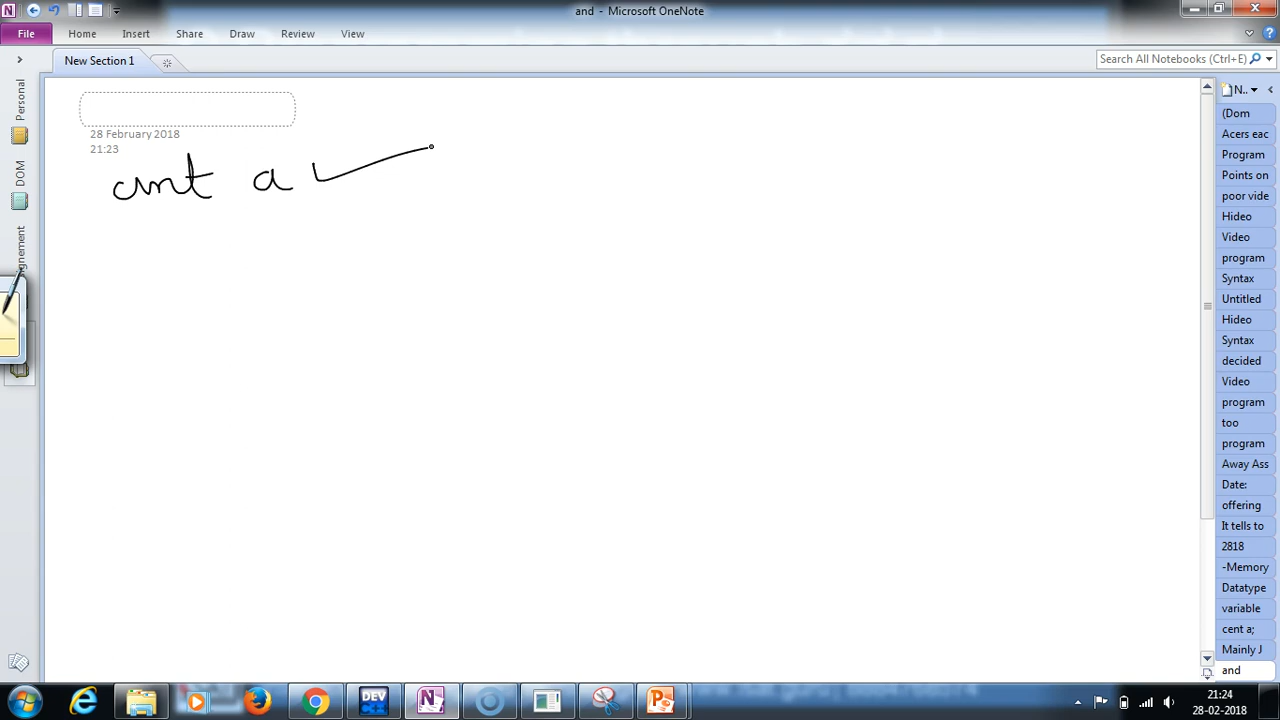 and - Microsoft OneNote
File Home Insert Share Draw Review View
New Section 1
Search All Notebooks (Ctrl+E)
N..
Personal
DOM
ignement
28 February 2018
21:23
int a
(Dom
Acers eac
Program
Points on
poor vide
Hideo
Video
program
Syntax
Untitled
Hideo
Syntax
decided
Video
program
too
program
Away Ass
Date:
offering
It tells to
2818
-Memory
Datatype
variable
cent a;
Mainly J
and
DEV
21:24
28-02-2018